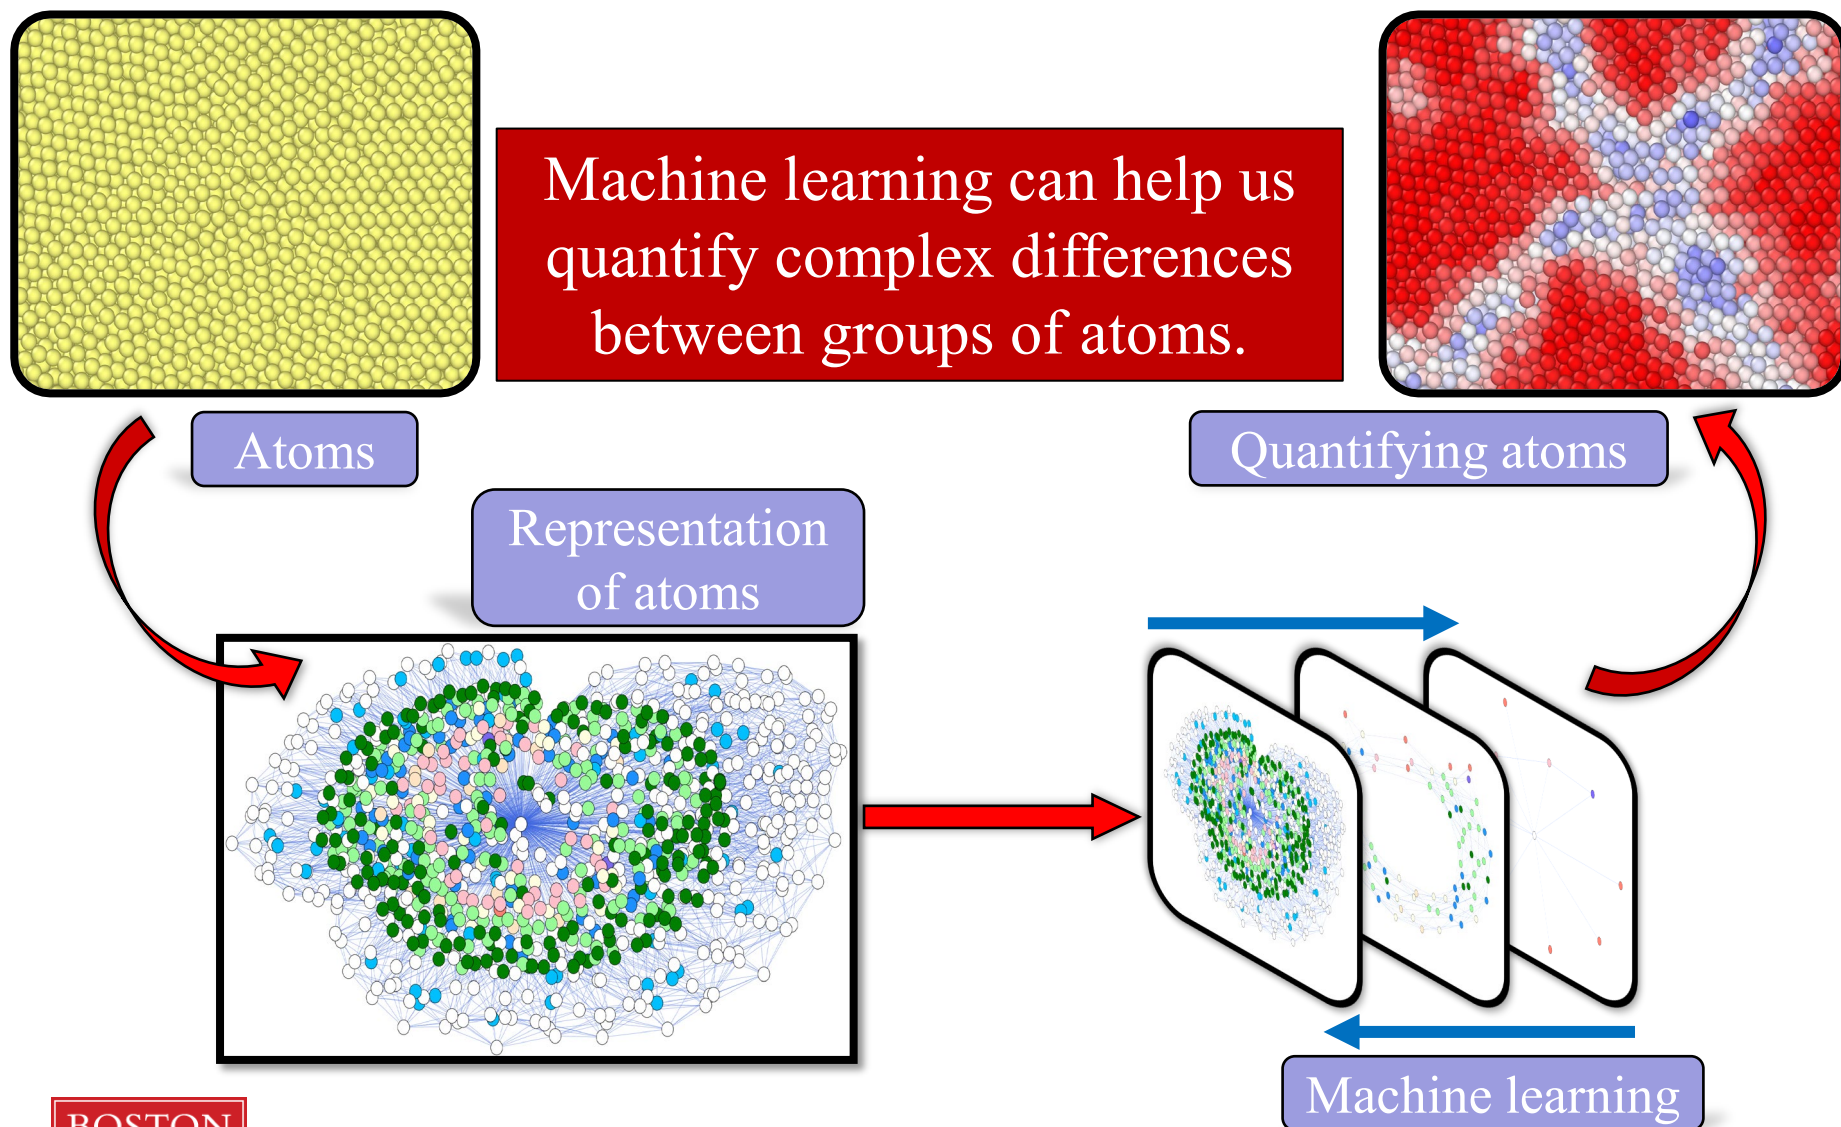 Machine learning can help us
quantify complex differences
between groups of atoms.
Atoms
Quantifying atoms
Representation
of atoms
Machine learning
BOSTON